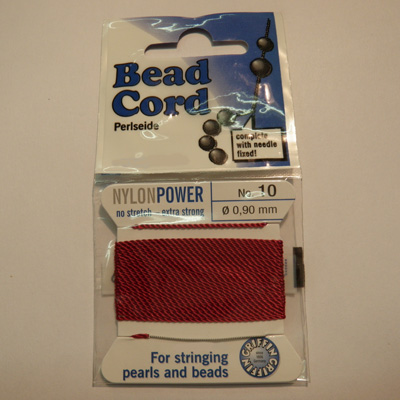 Bead
Cord
Perlseide
complete
with needle
fixed!
NYLONPOWER
no stretch – extra strong
No. 10
Ø 0,90 mm
For stringing
pearls and beads
GRIFFIN
GRIFFIN